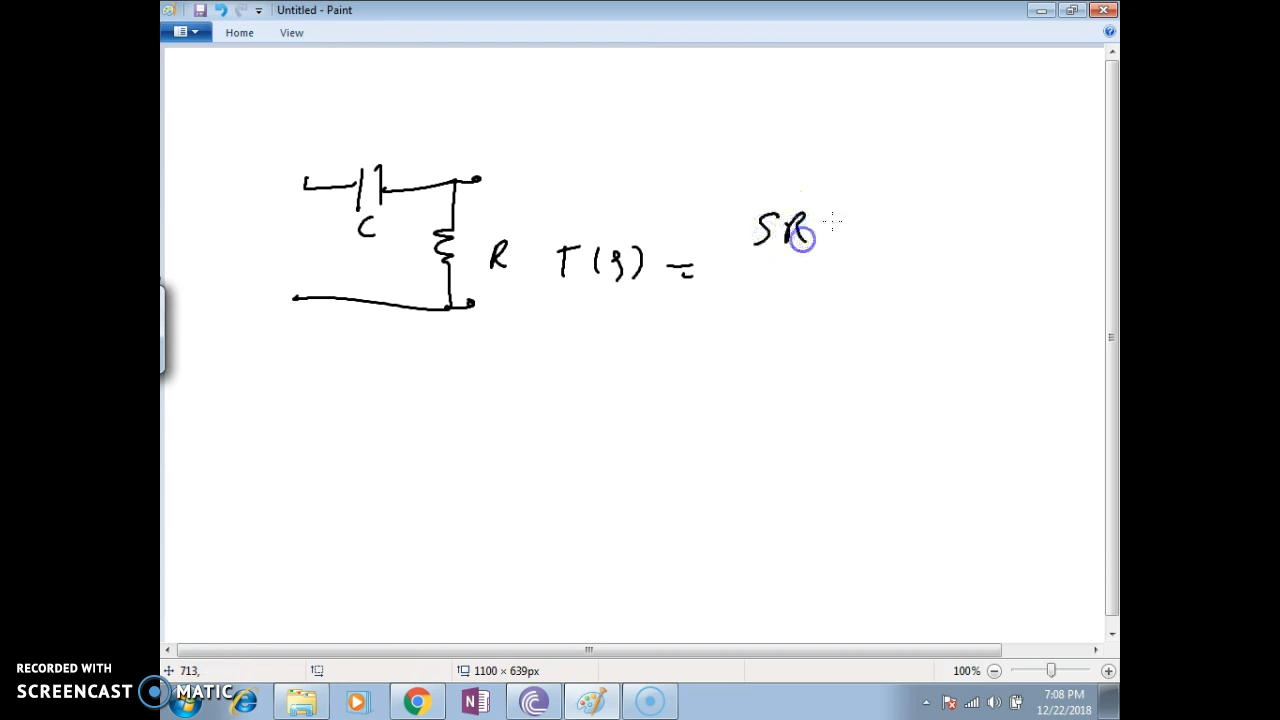 Untitled - Paint
Home View
C
R T(s) =
SR
713,
1100 × 639px
100%
RECORDED WITH
SCREENCAST MATIC
7:08 PM
12/22/2018